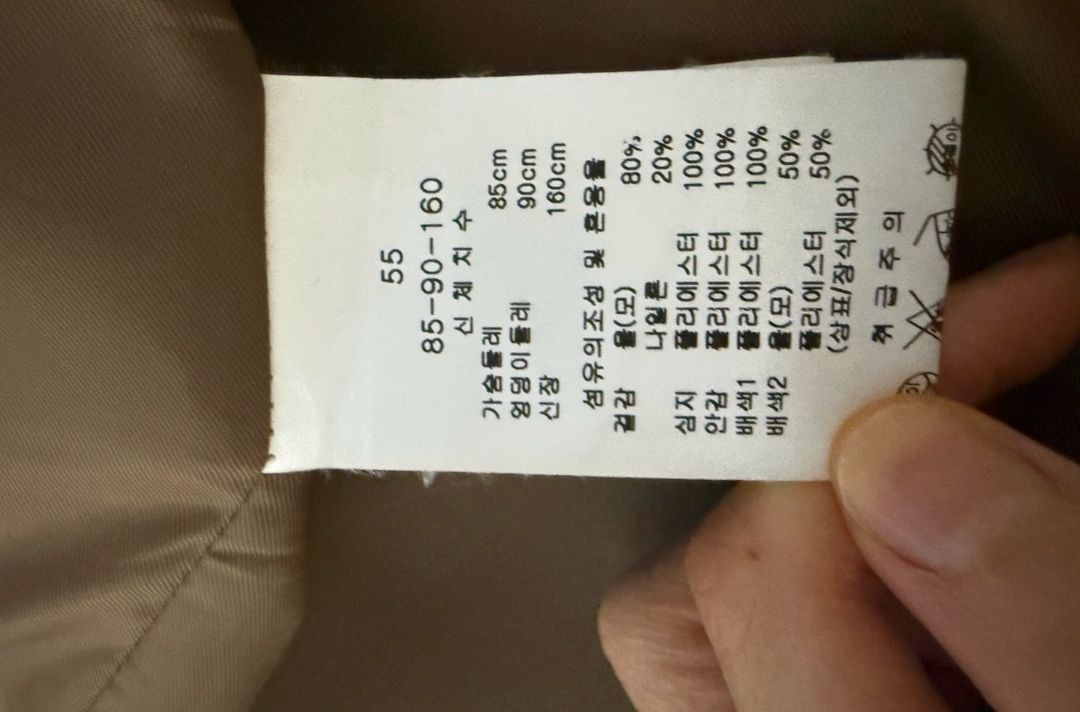 55
85-90-160
신 체 치 수
가슴둘레 85cm
엉덩이둘레 90cm
신장 160cm
섬유의조성 및 혼용율
겉감 울(모) 80%
나일론 20%
심지 폴리에스터 100%
안감 폴리에스터 100%
배색1 폴리에스터 100%
배색2 울(모) 50%
폴리에스터 50%
(상표/장식제외)
취 급 주 의